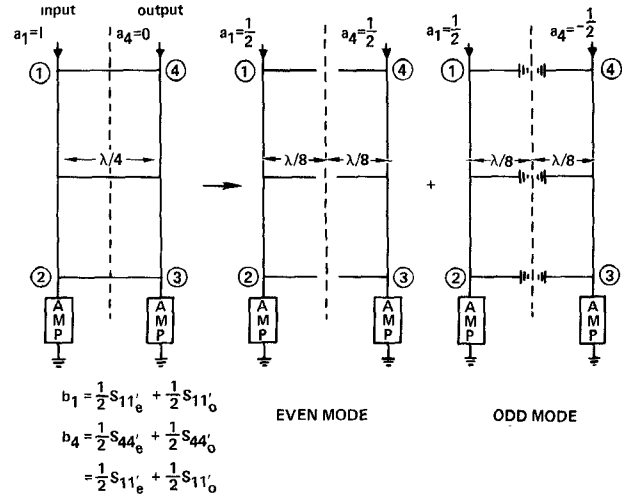 input output
a₁=1 a₄=0 a₁=1/2 a₄=1/2 a₁=1/2 a₄=-1/2
① ④ ① ④ ① ④
λ/4 λ/8 λ/8 λ/8 λ/8
+
② ③ ② ③ ② ③
AMP AMP AMP AMP AMP AMP
b₁ = 1/2 S₁₁'ₑ + 1/2 S₁₁'ₒ
EVEN MODE ODD MODE
b₄ = 1/2 S₄₄'ₑ + 1/2 S₄₄'ₒ
= 1/2 S₁₁'ₑ + 1/2 S₁₁'ₒ